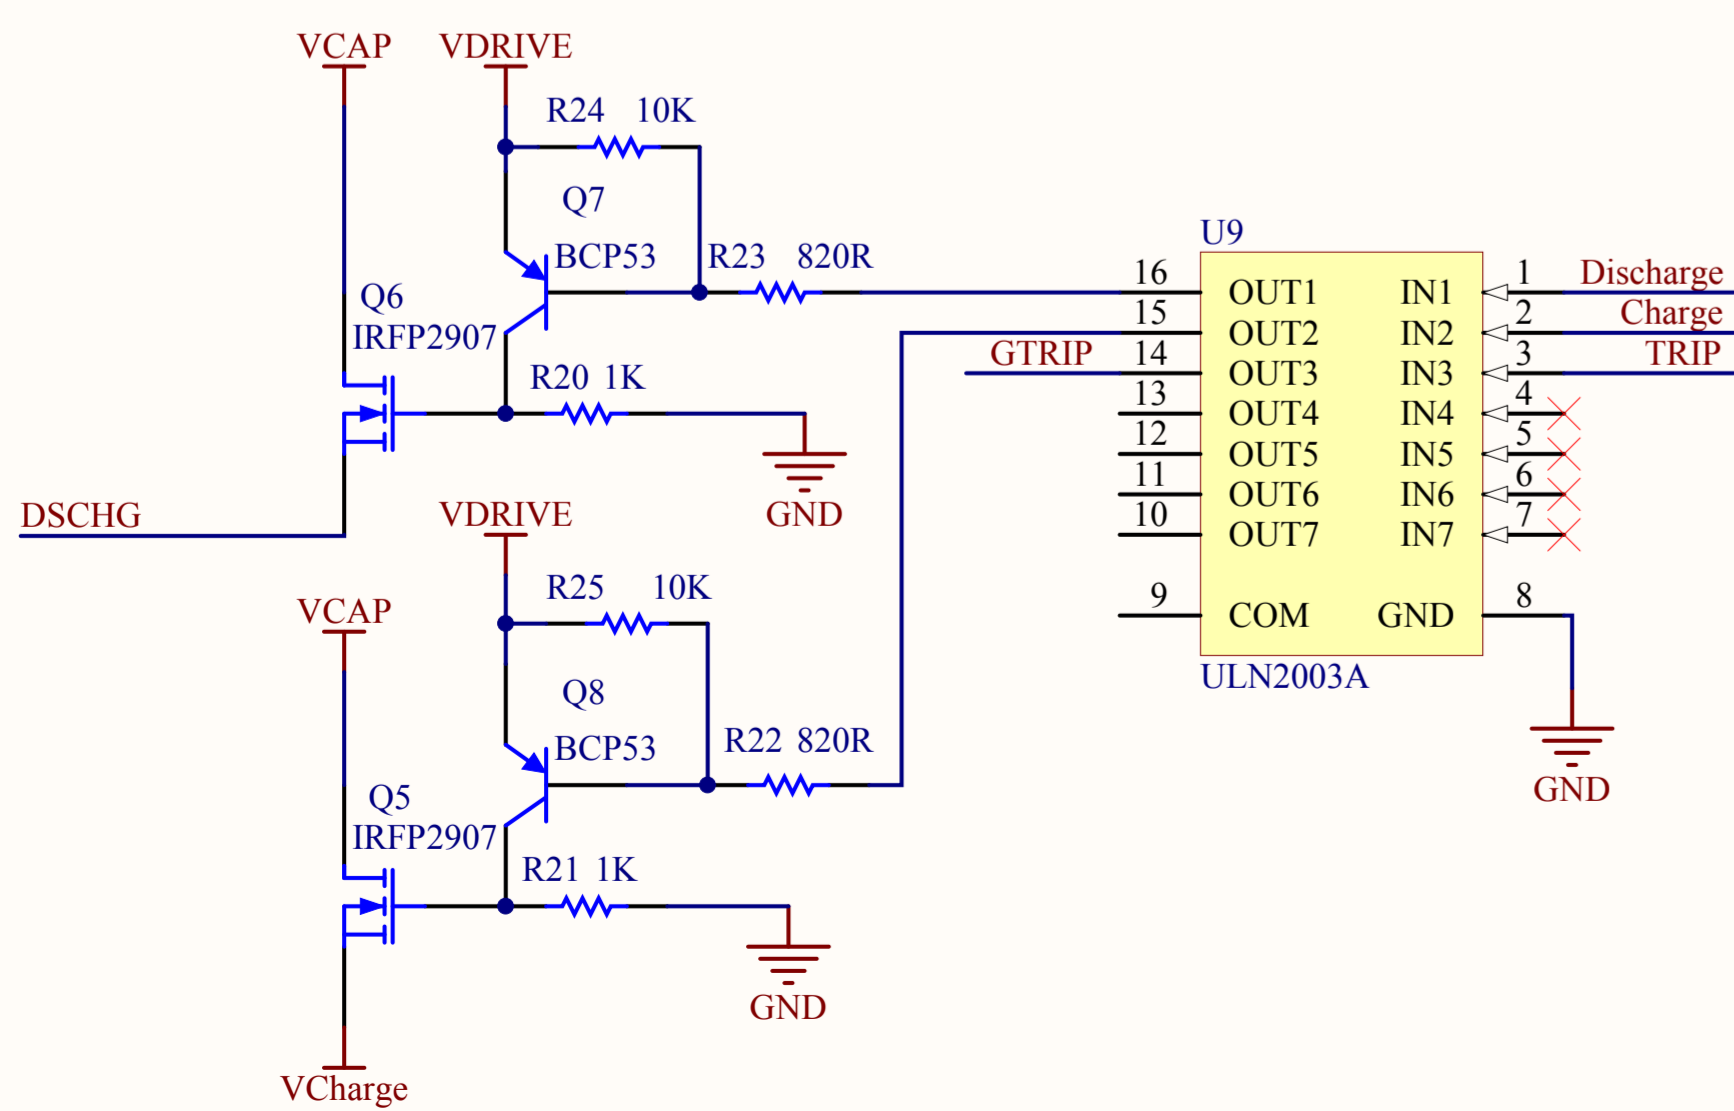 VCAP VDRIVE
R24 10K
Q7
BCP53
R23 820R
Q6
IRFP2907
R20 1K
GND
DSCHG
VDRIVE
R25 10K
VCAP
Q8
BCP53
R22 820R
Q5
IRFP2907
R21 1K
GND
VCharge
U9
16 OUT1 IN1 1 Discharge
15 OUT2 IN2 2 Charge
GTRIP 14 OUT3 IN3 3 TRIP
13 OUT4 IN4 4
12 OUT5 IN5 5
11 OUT6 IN6 6
10 OUT7 IN7 7
9 COM GND 8
ULN2003A
GND